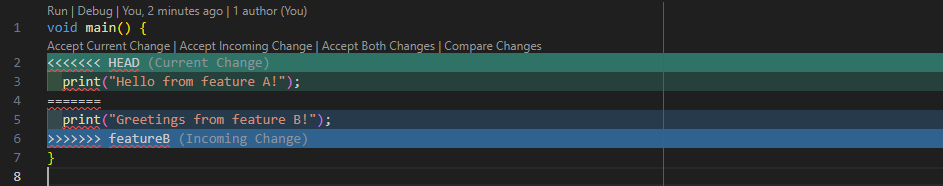 Run | Debug | You, 2 minutes ago | 1 author (You)
1 void main() {
Accept Current Change | Accept Incoming Change | Accept Both Changes | Compare Changes
2 <<<<<<< HEAD (Current Change)
3   print("Hello from feature A!");
4 =======
5   print("Greetings from feature B!");
6 >>>>>>> featureB (Incoming Change)
7 }
8